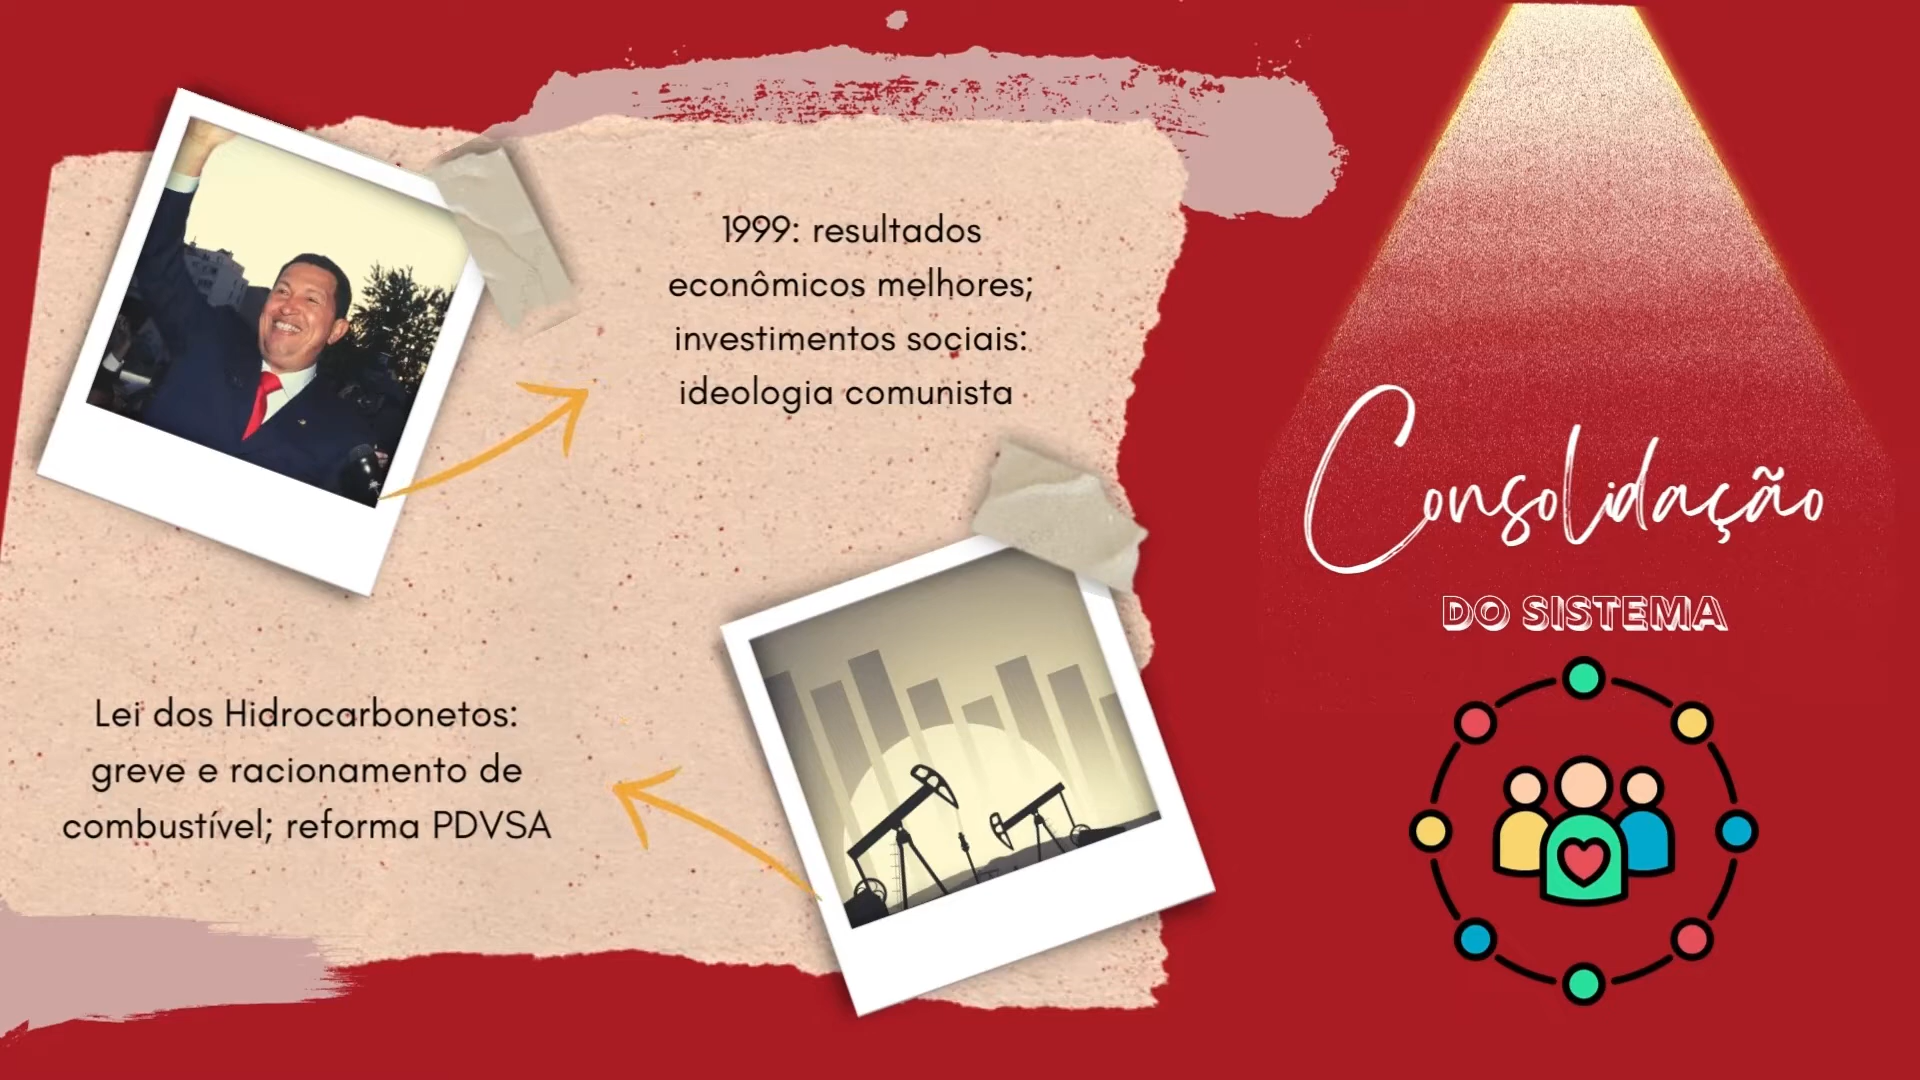 1999: resultados
econômicos melhores;
investimentos sociais:
ideologia comunista
Lei dos Hidrocarbonetos:
greve e racionamento de
combustível; reforma PDVSA
Consolidação
DO SISTEMA